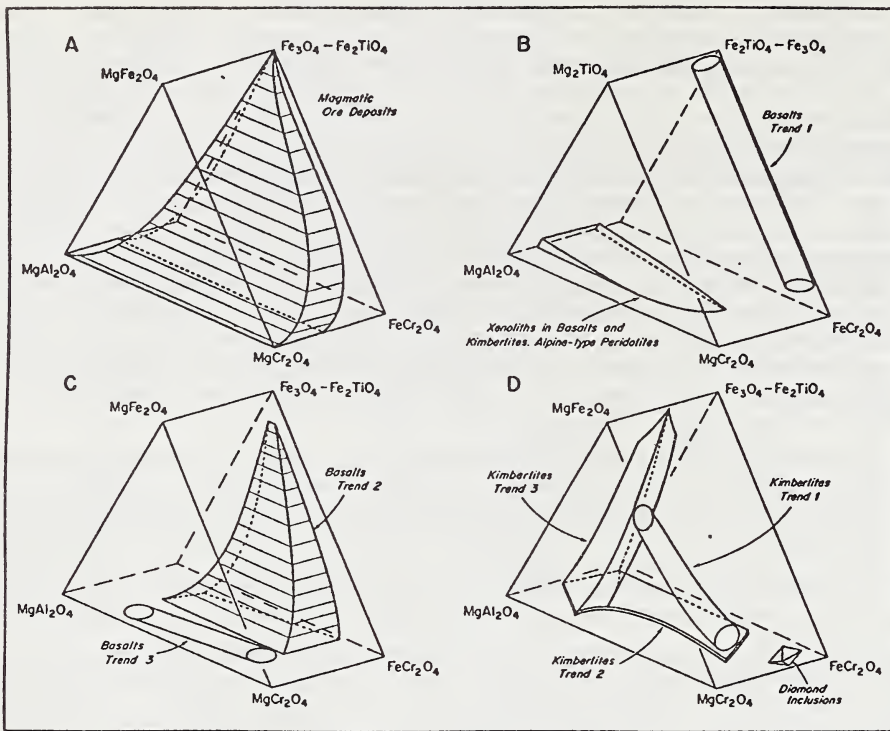 A
Fe₃O₄ – Fe₂TiO₄
MgFe₂O₄
Magmatic
Ore Deposits
MgAl₂O₄
FeCr₂O₄
MgCr₂O₄
B
Fe₂TiO₄ – Fe₃O₄
Mg₂TiO₄
Basalts
Trend 1
MgAl₂O₄
FeCr₂O₄
Xenoliths in Basalts and
Kimberlites. Alpine-type Peridotites
MgCr₂O₄
C
Fe₃O₄ – Fe₂TiO₄
MgFe₂O₄
Basalts
Trend 2
MgAl₂O₄
Basalts
Trend 3
FeCr₂O₄
MgCr₂O₄
D
Fe₃O₄ – Fe₂TiO₄
MgFe₂O₄
Kimberlites
Trend 3
Kimberlites
Trend 1
MgAl₂O₄
Kimberlites
Trend 2
FeCr₂O₄
MgCr₂O₄
Diamond
Inclusions